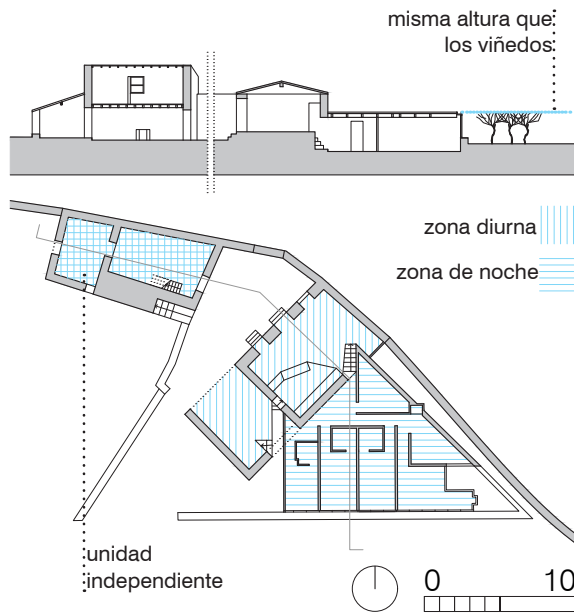 misma altura que
los viñedos
zona diurna
zona de noche
unidad
independiente
0 10